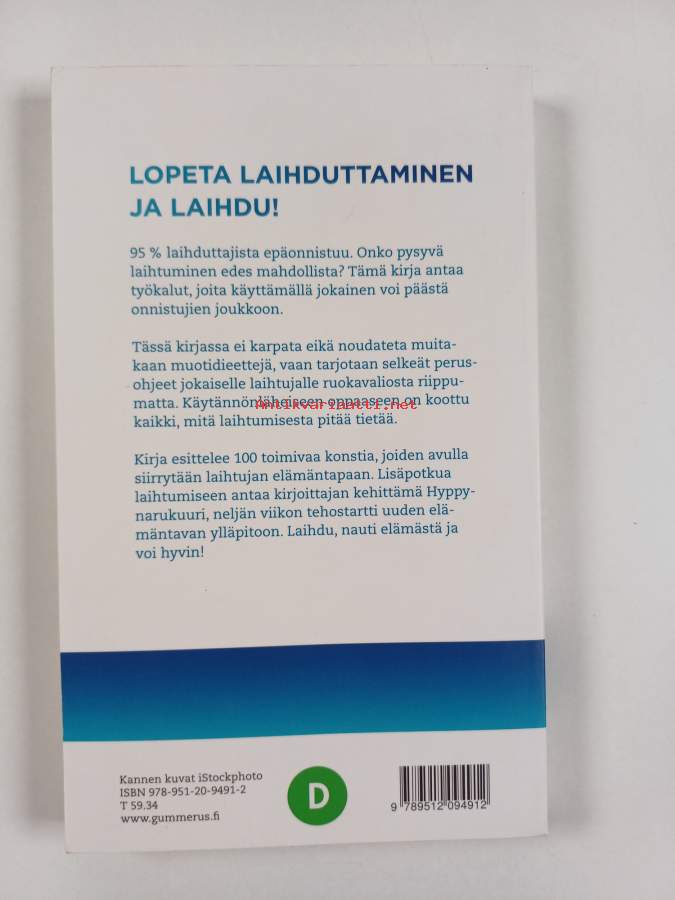 LOPETA LAIHDUTTAMINEN
JA LAIHDU!
95 % laihduttajista epäonnistuu. Onko pysyvä
laihtuminen edes mahdollista? Tämä kirja antaa
työkalut, joita käyttämällä jokainen voi päästä
onnistujien joukkoon.
Tässä kirjassa ei karpata eikä noudateta muita-
kaan muotidieettejä, vaan tarjotaan selkeät perus-
ohjeet jokaiselle laihtujalle ruokavaliosta riippu-
matta. Käytännönläheiseen oppaaseen on koottu
Antikvariaatti.net
kaikki, mitä laihtumisesta pitää tietää.
Kirja esittelee 100 toimivaa konstia, joiden avulla
siirrytään laihtujan elämäntapaan. Lisäpotkua
laihtumiseen antaa kirjoittajan kehittämä Hyppy-
narukuuri, neljän viikon tehostartti uuden elä-
mäntavan ylläpitoon. Laihdu, nauti elämästä ja
voi hyvin!
Kannen kuvat iStockphoto
ISBN 978-951-20-9491-2
T 59.34
www.gummerus.fi
D
9 789512 094912